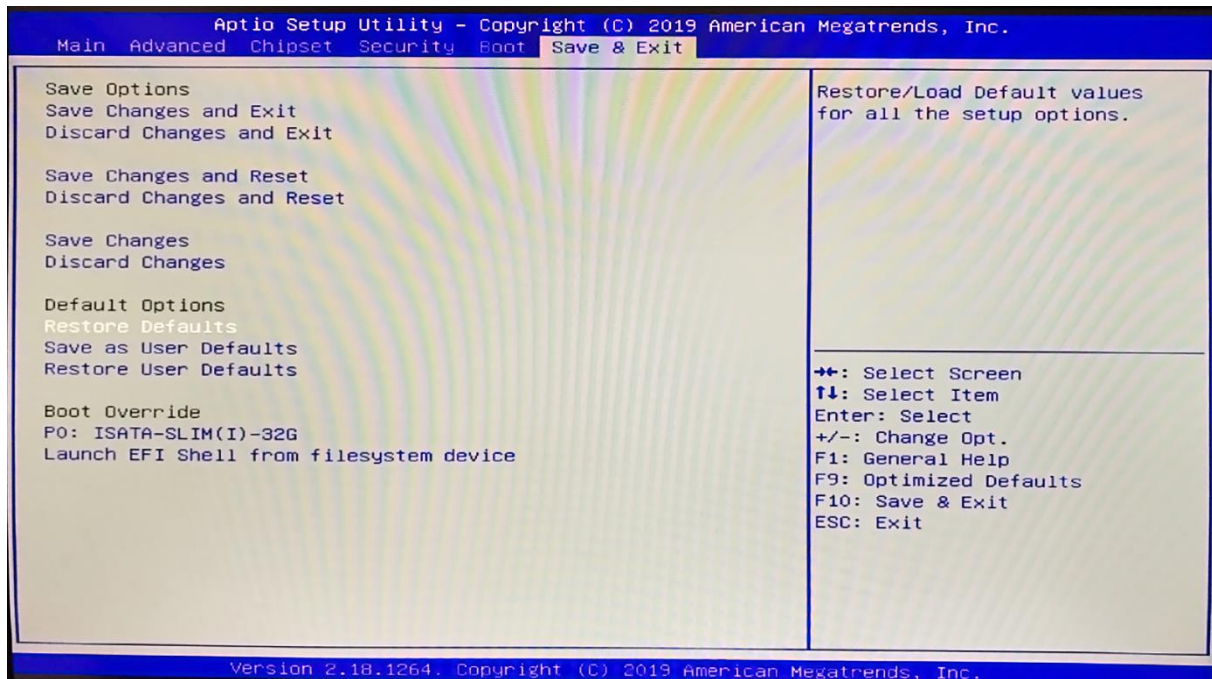 Aptio Setup Utility – Copyright (C) 2019 American Megatrends, Inc.
Main Advanced Chipset Security Boot Save & Exit
Save Options
Save Changes and Exit
Discard Changes and Exit
Save Changes and Reset
Discard Changes and Reset
Save Changes
Discard Changes
Default Options
Restore Defaults
Save as User Defaults
Restore User Defaults
Boot Override
P0: ISATA-SLIM(I)-32G
Launch EFI Shell from filesystem device
Restore/Load Default values
for all the setup options.
→←: Select Screen
↑↓: Select Item
Enter: Select
+/-: Change Opt.
F1: General Help
F9: Optimized Defaults
F10: Save & Exit
ESC: Exit
Version 2.18.1264. Copyright (C) 2019 American Megatrends, Inc.